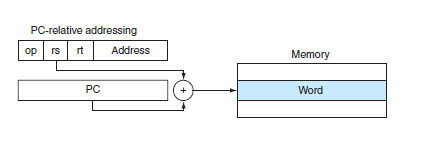 PC-relative addressing
op rs rt Address
Memory
PC + Word